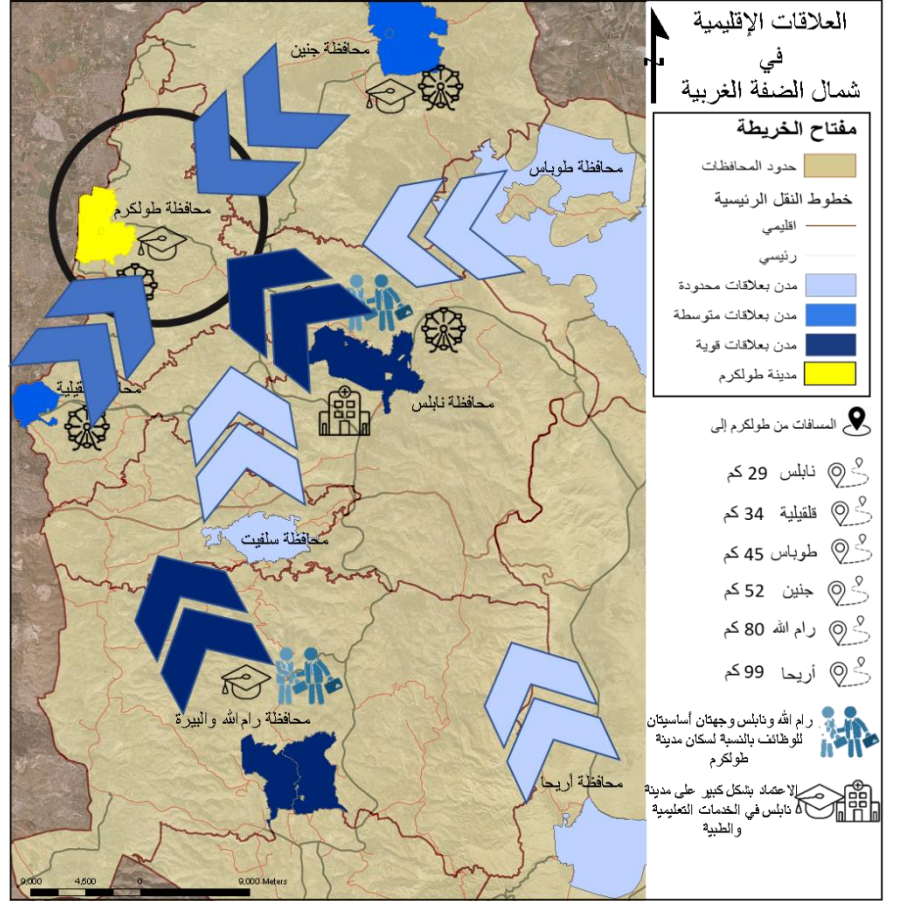 العلاقات الإقليمية
في
شمال الضفة الغربية
مفتاح الخريطة
حدود المحافظات
خطوط النقل الرئيسية
اقليمي
رئيسي
مدن بعلاقات محدودة
مدن بعلاقات متوسطة
مدن بعلاقات قوية
مدينة طولكرم
المسافات من طولكرم إلى
نابلس 29 كم
قلقيلية 34 كم
طوباس 45 كم
جنين 52 كم
رام الله 80 كم
أريحا 99 كم
رام الله ونابلس وجهتان أساسيتان
للوظائف بالنسبة لسكان مدينة
طولكرم
الاعتماد بشكل كبير على مدينة
نابلس في الخدمات التعليمية
والطبية
محافظة جنين
محافظة طوباس
محافظة طولكرم
محافظة نابلس
محافظة سلفيت
محافظة رام الله والبيرة
محافظة أريحا
9,000 4,500 0 9,000 Meters